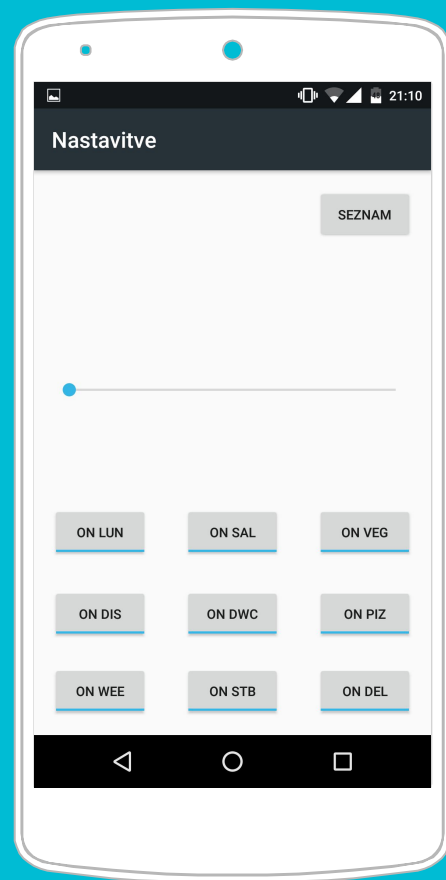 21:10
Nastavitve
SEZNAM
ON LUN ON SAL ON VEG
ON DIS ON DWC ON PIZ
ON WEE ON STB ON DEL